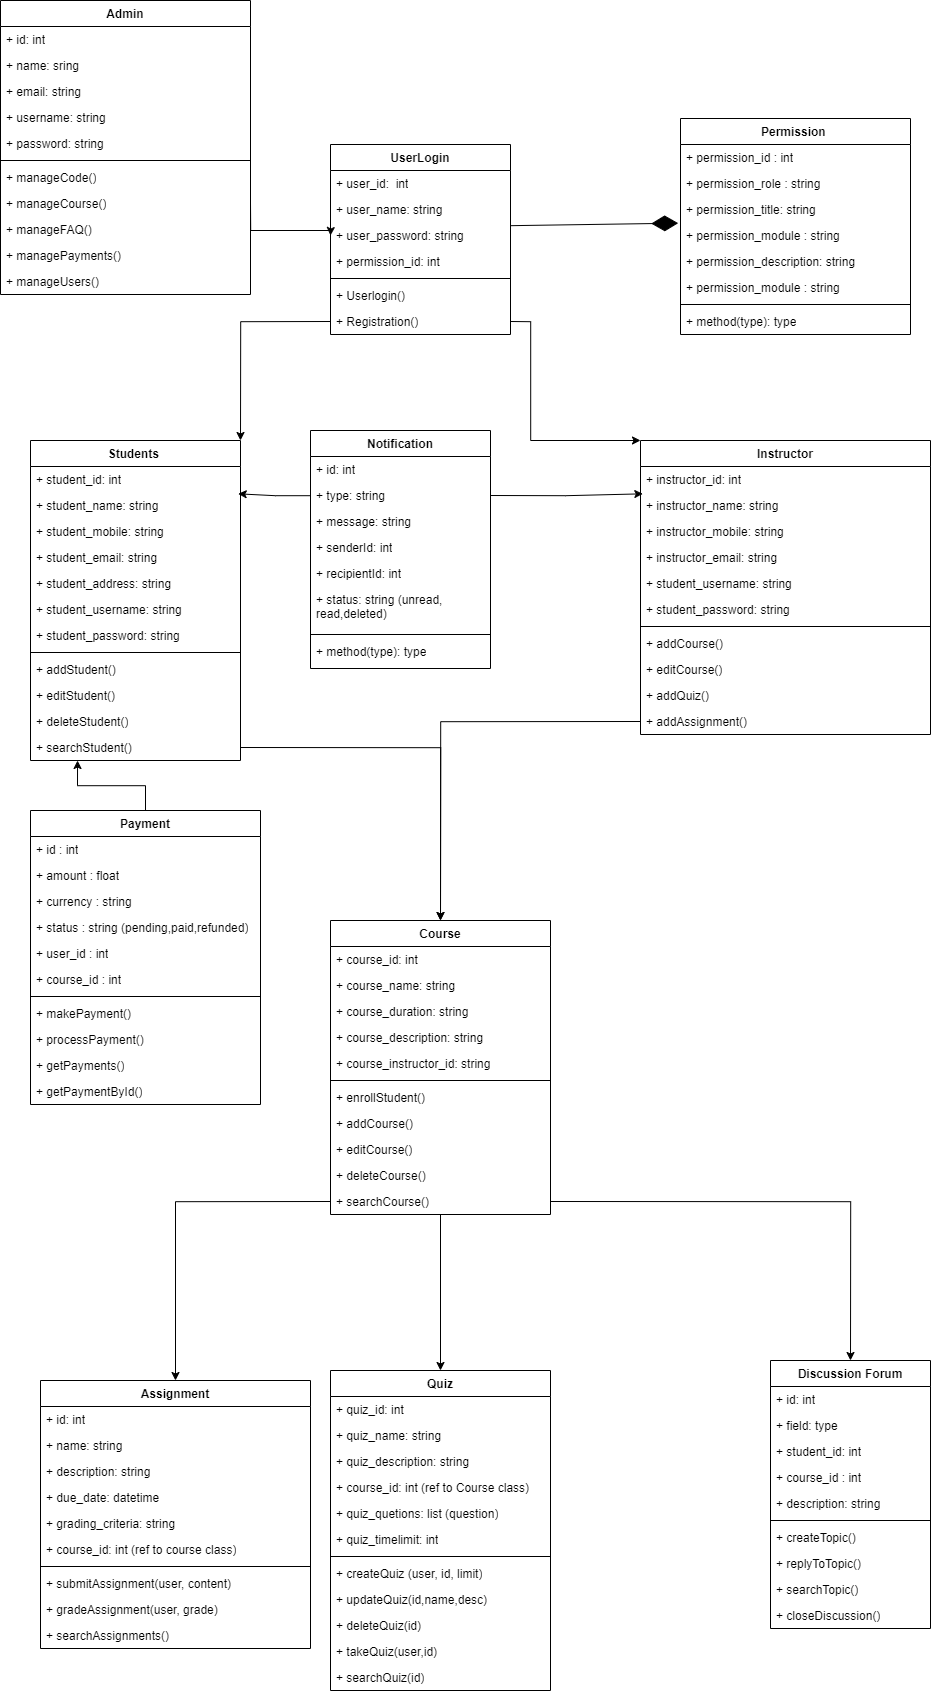 Admin
+ id: int
+ name: sring
+ email: string
+ username: string
+ password: string
+ manageCode()
+ manageCourse()
+ manageFAQ()
+ managePayments()
+ manageUsers()
UserLogin
+ user_id:  int
+ user_name: string
+ user_password: string
+ permission_id: int
+ Userlogin()
+ Registration()
Permission
+ permission_id : int
+ permission_role : string
+ permission_title: string
+ permission_module : string
+ permission_description: string
+ permission_module : string
+ method(type): type
Students
+ student_id: int
+ student_name: string
+ student_mobile: string
+ student_email: string
+ student_address: string
+ student_username: string
+ student_password: string
+ addStudent()
+ editStudent()
+ deleteStudent()
+ searchStudent()
Notification
+ id: int
+ type: string
+ message: string
+ senderId: int
+ recipientId: int
+ status: string (unread,
read,deleted)
+ method(type): type
Instructor
+ instructor_id: int
+ instructor_name: string
+ instructor_mobile: string
+ instructor_email: string
+ student_username: string
+ student_password: string
+ addCourse()
+ editCourse()
+ addQuiz()
+ addAssignment()
Payment
+ id : int
+ amount : float
+ currency : string
+ status : string (pending,paid,refunded)
+ user_id : int
+ course_id : int
+ makePayment()
+ processPayment()
+ getPayments()
+ getPaymentById()
Course
+ course_id: int
+ course_name: string
+ course_duration: string
+ course_description: string
+ course_instructor_id: string
+ enrollStudent()
+ addCourse()
+ editCourse()
+ deleteCourse()
+ searchCourse()
Assignment
+ id: int
+ name: string
+ description: string
+ due_date: datetime
+ grading_criteria: string
+ course_id: int (ref to course class)
+ submitAssignment(user, content)
+ gradeAssignment(user, grade)
+ searchAssignments()
Quiz
+ quiz_id: int
+ quiz_name: string
+ quiz_description: string
+ course_id: int (ref to Course class)
+ quiz_quetions: list (question)
+ quiz_timelimit: int
+ createQuiz (user, id, limit)
+ updateQuiz(id,name,desc)
+ deleteQuiz(id)
+ takeQuiz(user,id)
+ searchQuiz(id)
Discussion Forum
+ id: int
+ field: type
+ student_id: int
+ course_id : int
+ description: string
+ createTopic()
+ replyToTopic()
+ searchTopic()
+ closeDiscussion()